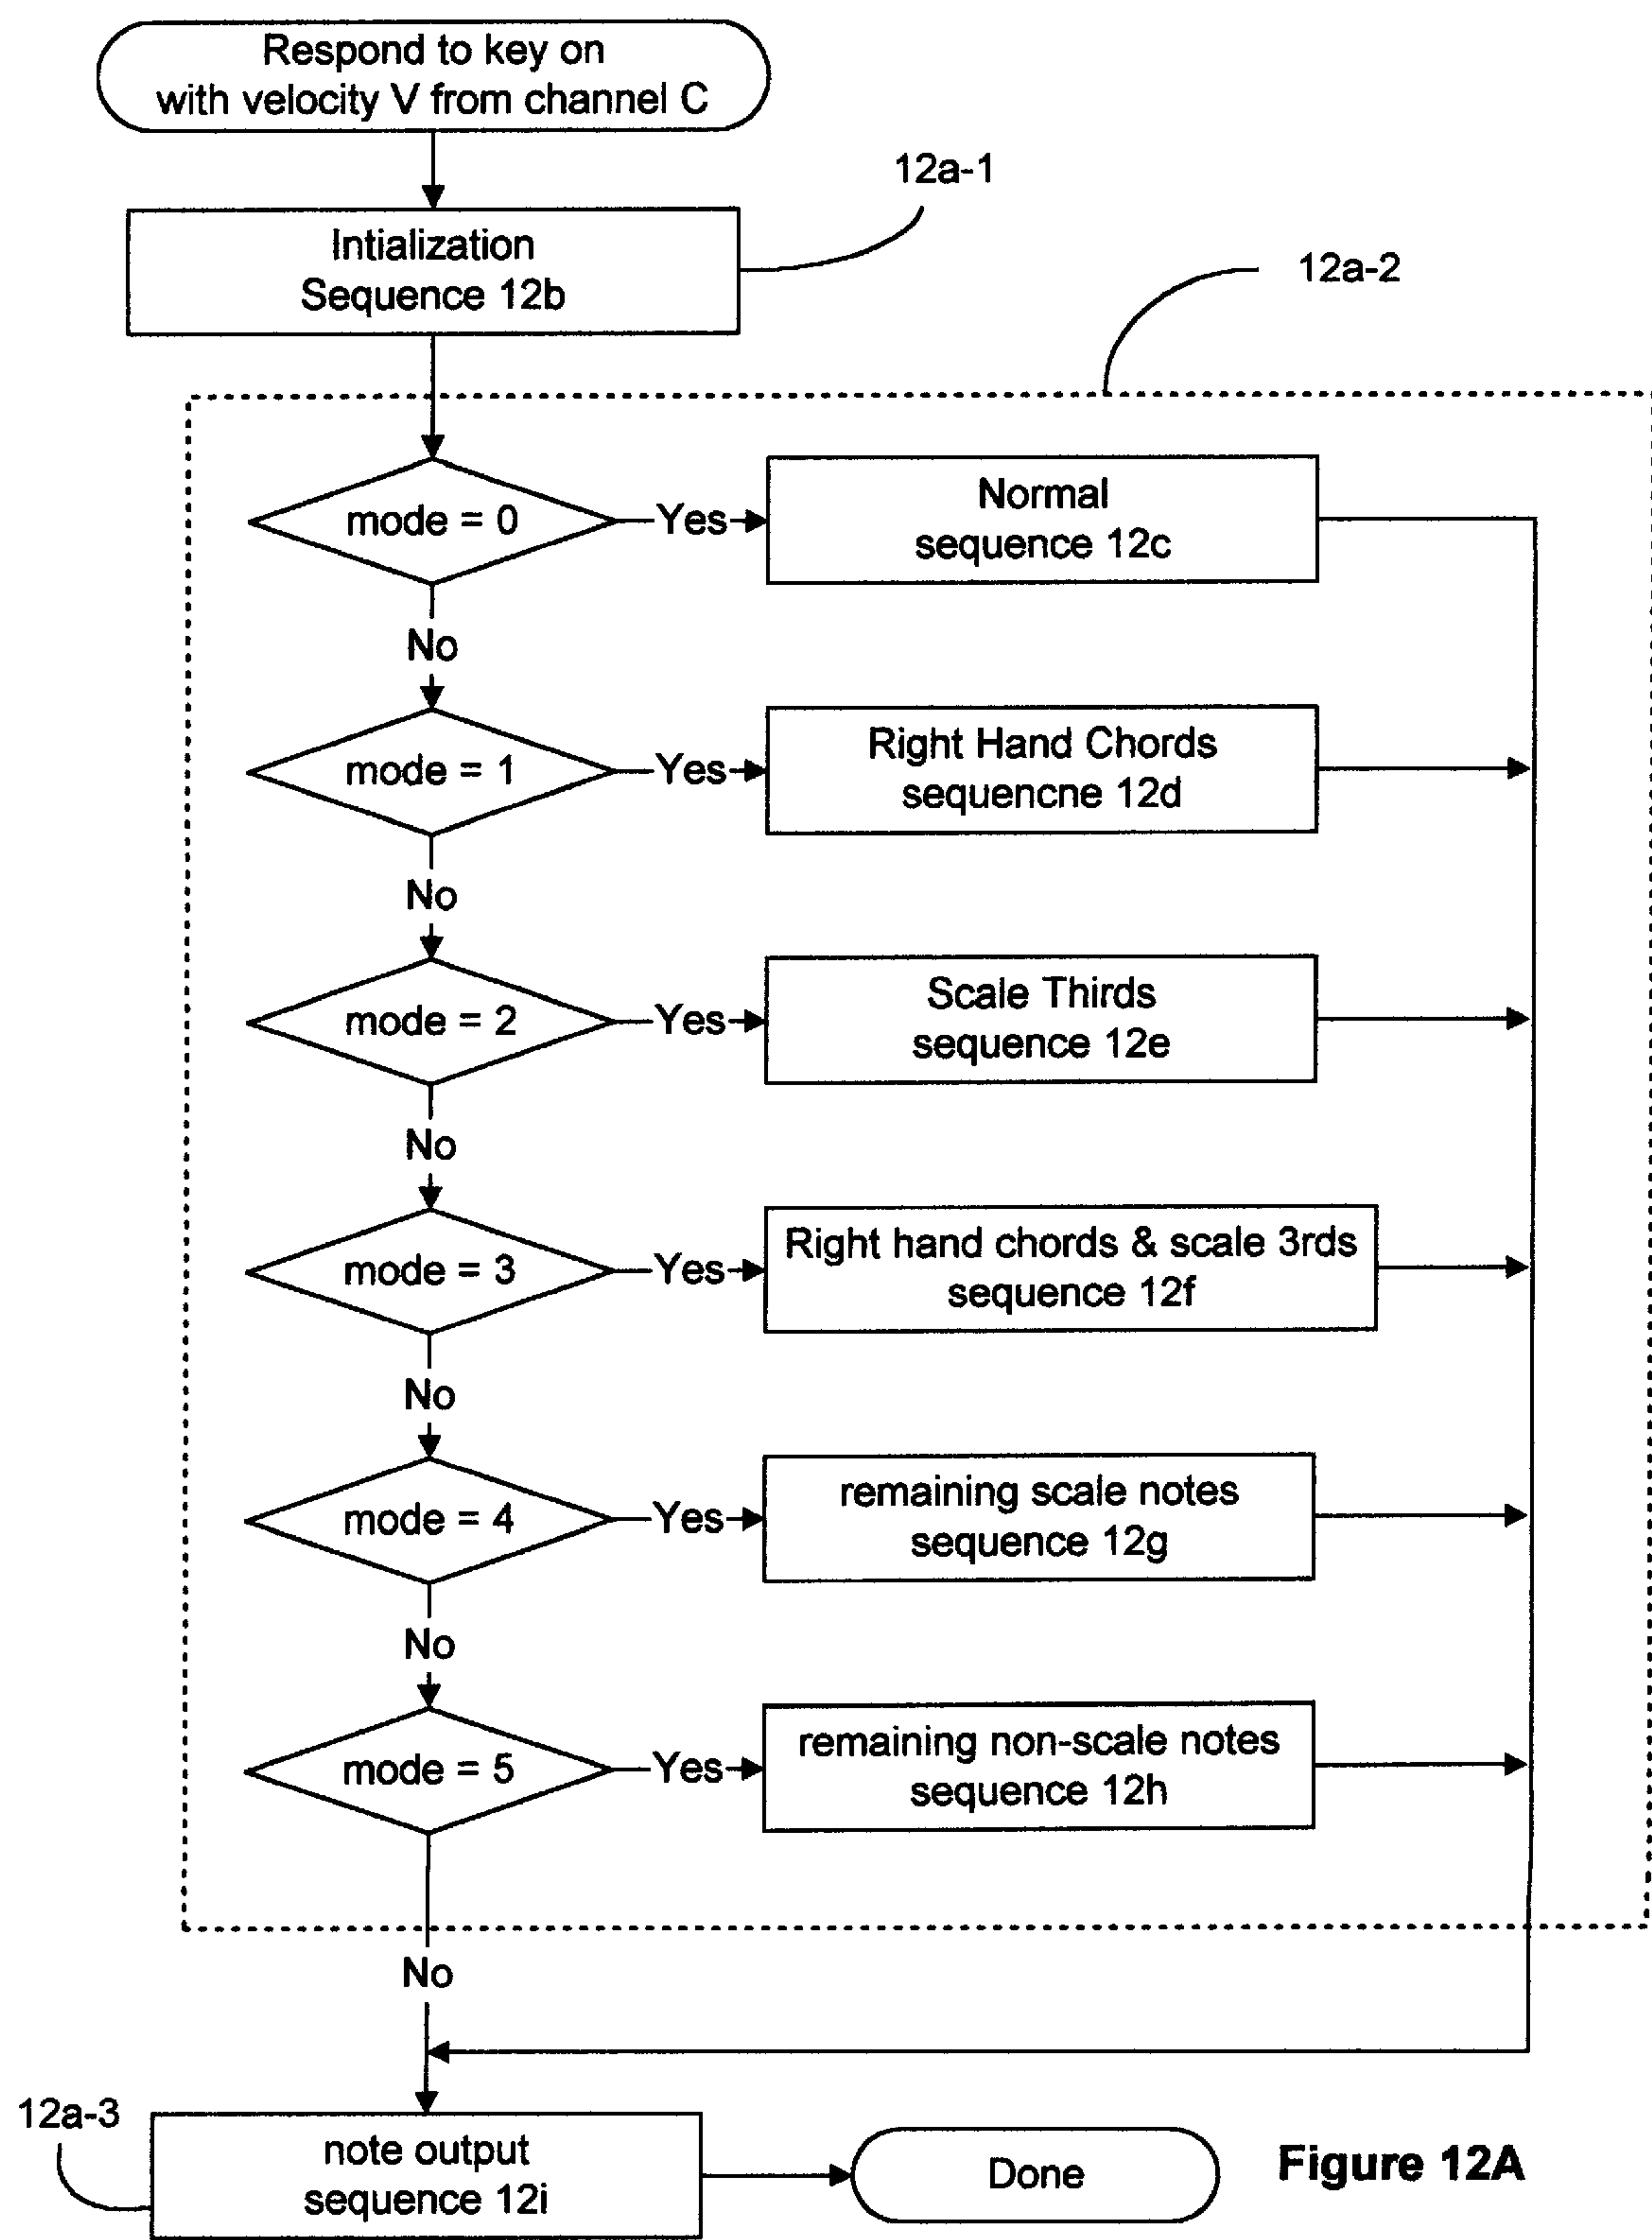 Respond to key on
with velocity V from channel C
12a-1
Intialization
Sequence 12b
12a-2
mode = 0
Yes
Normal
sequence 12c
No
mode = 1
Yes
Right Hand Chords
sequencne 12d
No
mode = 2
Yes
Scale Thirds
sequence 12e
No
mode = 3
Yes
Right hand chords & scale 3rds
sequence 12f
No
mode = 4
Yes
remaining scale notes
sequence 12g
No
mode = 5
Yes
remaining non-scale notes
sequence 12h
No
12a-3
note output
sequence 12i
Done
Figure 12A